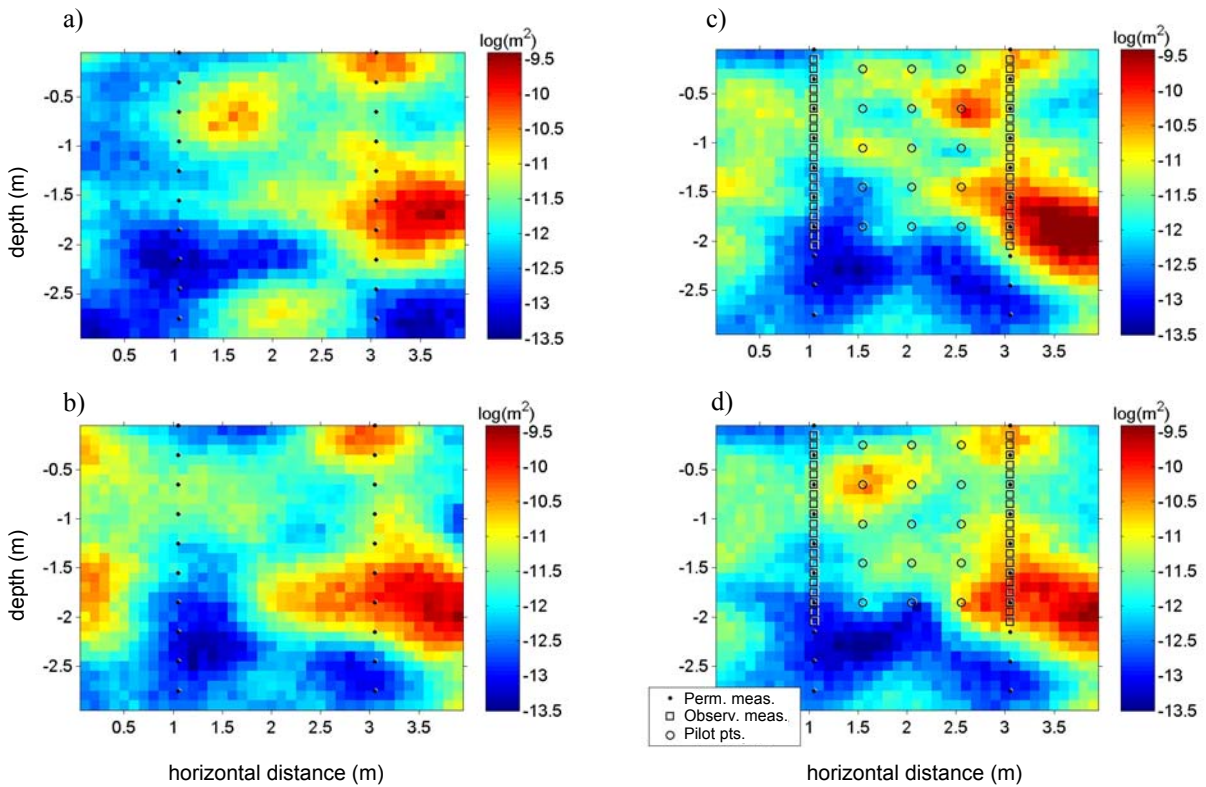 a)
log(m²)
-9.5
-10
-10.5
-11
-11.5
-12
-12.5
-13
-13.5
-0.5
-1
-1.5
-2
-2.5
0.5 1 1.5 2 2.5 3 3.5
depth (m)
c)
log(m²)
-9.5
-10
-10.5
-11
-11.5
-12
-12.5
-13
-13.5
-0.5
-1
-1.5
-2
-2.5
0.5 1 1.5 2 2.5 3 3.5
b)
log(m²)
-9.5
-10
-10.5
-11
-11.5
-12
-12.5
-13
-13.5
-0.5
-1
-1.5
-2
-2.5
0.5 1 1.5 2 2.5 3 3.5
depth (m)
horizontal distance (m)
d)
log(m²)
-9.5
-10
-10.5
-11
-11.5
-12
-12.5
-13
-13.5
-0.5
-1
-1.5
-2
-2.5
Perm. meas.
Observ. meas.
Pilot pts.
1 1.5 2 2.5 3 3.5
horizontal distance (m)